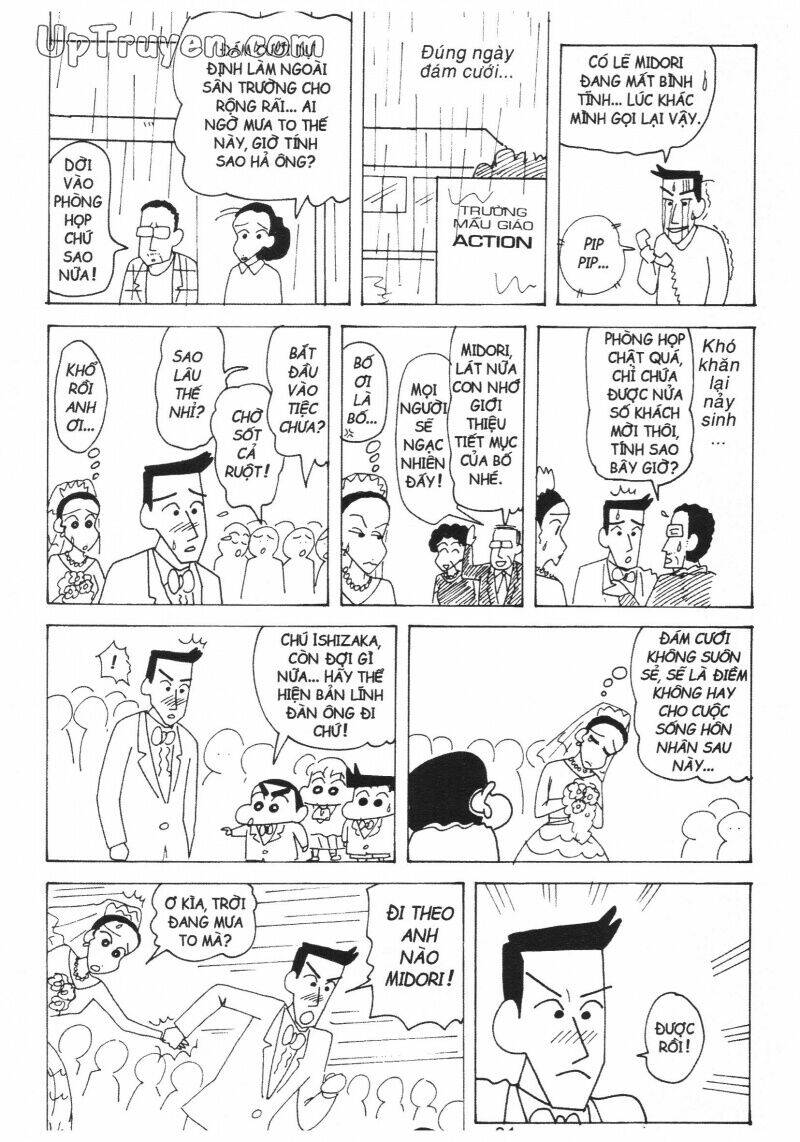 UpTruyen.com
CÓ LẼ MIDORI
ĐANG MẤT BÌNH
TĨNH... LÚC KHÁC
MÌNH GỌI LẠI VẬY.
PIP
PIP...
Đúng ngày
đám cưới...
TRƯỜNG
MẪU GIÁO
ACTION
ĐÁM CƯỚI DỰ
ĐỊNH LÀM NGOÀI
SÂN TRƯỜNG CHO
RỘNG RÃI... AI
NGỜ MƯA TO THẾ
NÀY, GIỜ TÍNH
SAO HẢ ÔNG?
DỜI
VÀO
PHÒNG
HỌP
CHỨ
SAO
NỮA!
Khó
khăn
lại
nảy
sinh
...
PHÒNG HỌP
CHẬT QUÁ,
CHỈ CHỨA
ĐƯỢC NỬA
SỐ KHÁCH
MỜI THÔI,
TÍNH SAO
BÂY GIỜ?
MIDORI,
LÁT NỮA
CON NHỚ
GIỚI
THIỆU
TIẾT MỤC
CỦA BỐ
NHÉ.
MỌI
NGƯỜI
SẼ
NGẠC
NHIÊN
ĐẤY!
BỐ
ƠI
LÀ
BỐ...
BẮT
ĐẦU
VÀO
TIỆC
CHƯA?
CHỜ
SỐT
CẢ
RUỘT!
SAO
LÂU
THẾ
NHỈ?
KHỔ
RỒI
ANH
ƠI...
ĐÁM CƯỚI
KHÔNG SUÔN
SẺ, SẼ LÀ ĐIỀM
KHÔNG HAY
CHO CUỘC
SỐNG HÔN
NHÂN SAU
NÀY...
CHÚ ISHIZAKA,
CÒN ĐỢI GÌ
NỮA... HÃY THỂ
HIỆN BẢN LĨNH
ĐÀN ÔNG ĐI
CHỨ!
!
ĐƯỢC
RỒI!
ĐI THEO
ANH
NÀO
MIDORI!
Ơ KÌA, TRỜI
ĐANG MƯA
TO MÀ?